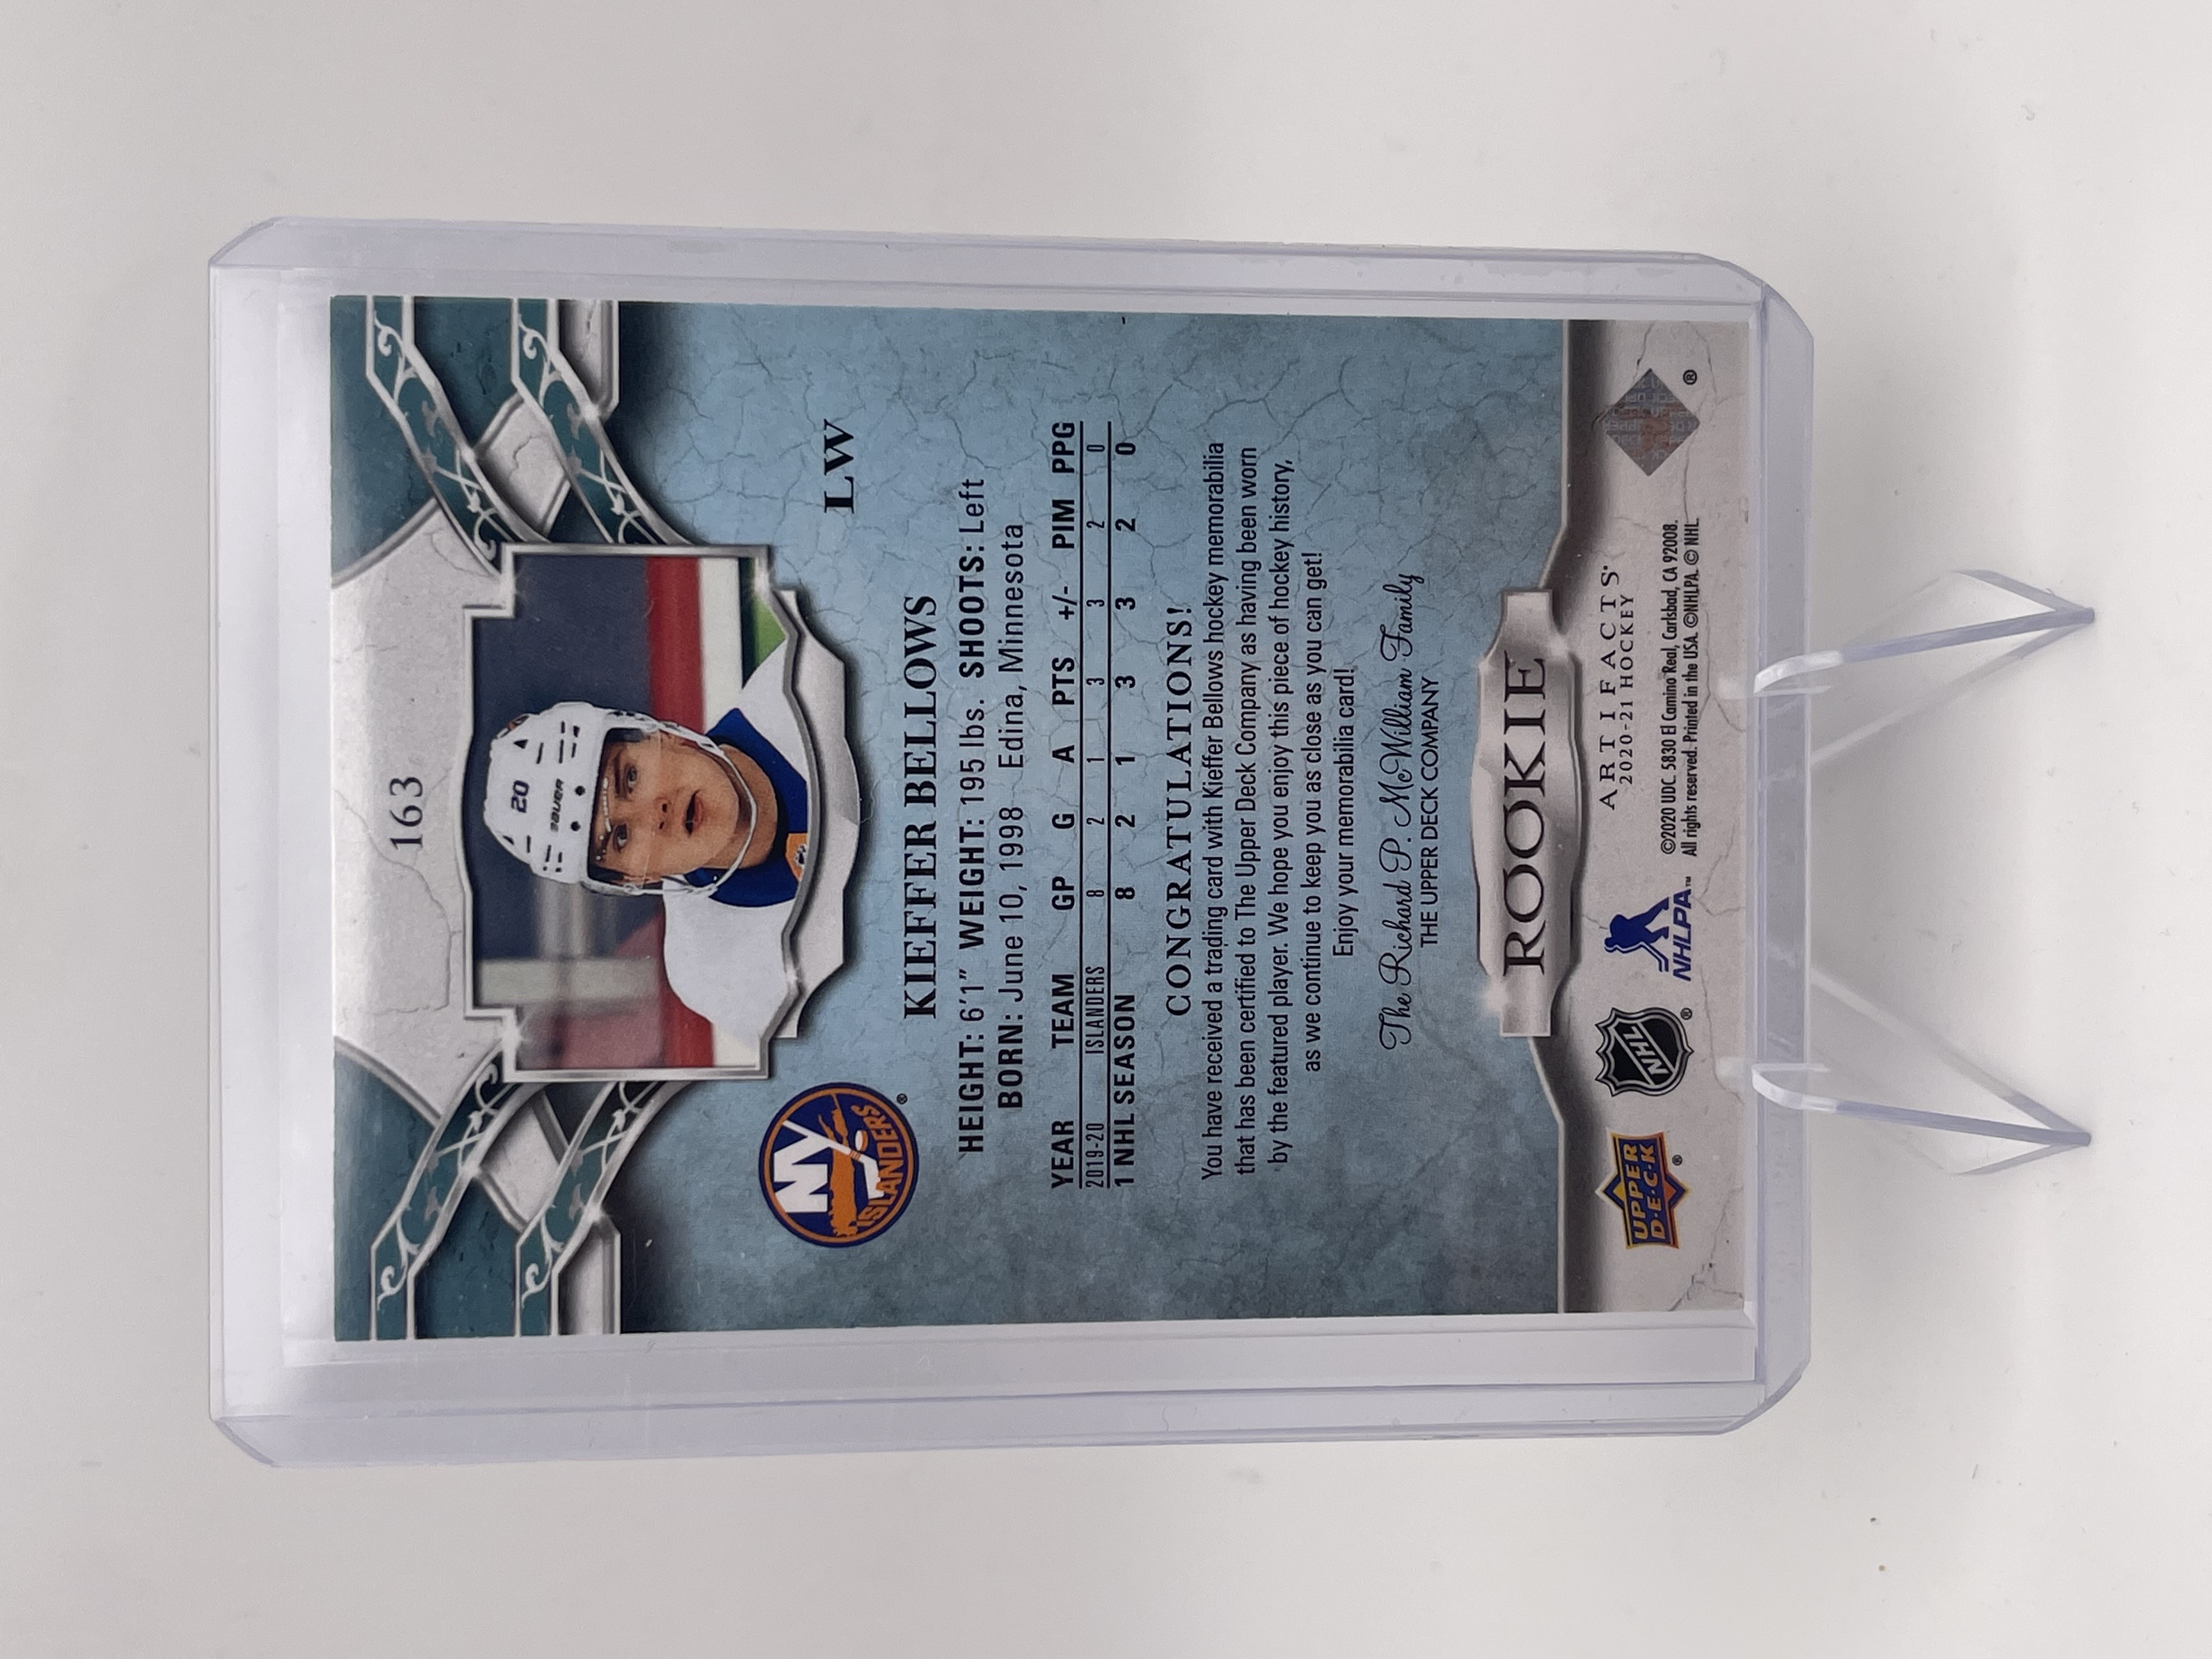 163
20
BAUER
NY
ISLANDERS
®
LW
KIEFFER BELLOWS
HEIGHT: 6'1" WEIGHT: 195 lbs. SHOOTS: Left
BORN: June 10, 1998 Edina, Minnesota
YEAR TEAM GP G A PTS +/- PIM PPG
2019-20 ISLANDERS 8 2 1 3 3 2 0
1 NHL SEASON 8 2 1 3 3 2 0
CONGRATULATIONS!
You have received a trading card with Kieffer Bellows hockey memorabilia
that has been certified to The Upper Deck Company as having been worn
by the featured player. We hope you enjoy this piece of hockey history,
as we continue to keep you as close as you can get!
Enjoy your memorabilia card!
The Richard P. McWilliam Family
THE UPPER DECK COMPANY
ROOKIE
UPPER
D·E·C·K
®
NHL
®
NHLPA™
ARTIFACTS
2020-21 HOCKEY
©2020 UDC. 5830 El Camino Real, Carlsbad, CA 92008.
All rights reserved. Printed in the USA. ©NHLPA. © NHL.
®